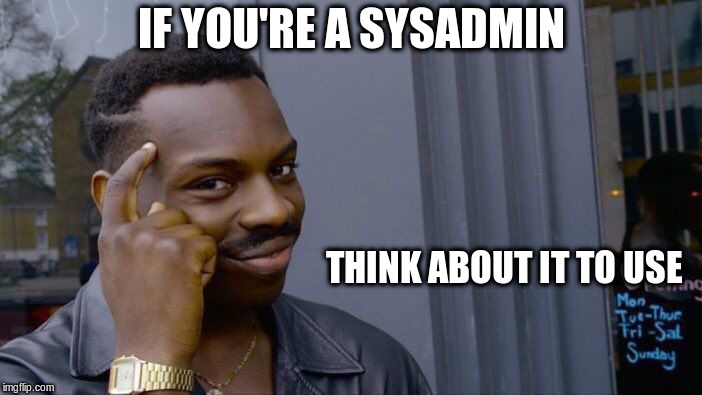 IF YOU'RE A SYSADMIN
THINK ABOUT IT TO USE
Mon
Tue-Thur
Fri -Sat
Sunday
imgflip.com